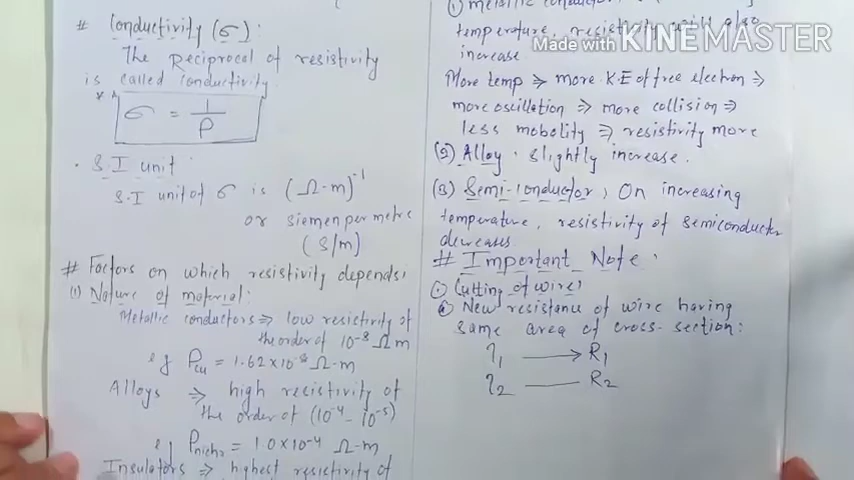 # Conductivity (σ):
The Reciprocal of resistivity
is called conductivity
σ = 1/ρ
S.I unit
S.I unit of σ is (Ω-m)⁻¹
or siemen per metre
(S/m)
# Factors on which resistivity depends:
(1) Nature of material:
Metallic conductors ⇒ low resistivity of
the order of 10⁻⁸ Ωm
eg ρcu = 1.62×10⁻⁸ Ω-m
Alloys ⇒ high resistivity of
the order of (10⁻⁴ - 10⁻⁵)
eg ρnichr = 1.0×10⁻⁴ Ω-m
Insulators ⇒ highest resistivity of
(1) Metallic
temperature, resistivity will also
increase
More temp ⇒ more K.E of free electron ⇒
more oscillation ⇒ more collision ⇒
less mobolity ⇒ resistivity more
(2) Alloy. slightly increase.
(3) Semi-conductor, On increasing
temperature, resistivity of semiconductor
decreases
# Important Note.
Cutting of wire
New resistance of wire having
same area of cross-section:
l₁ → R₁
l₂ — R₂
Made with KINEMASTER